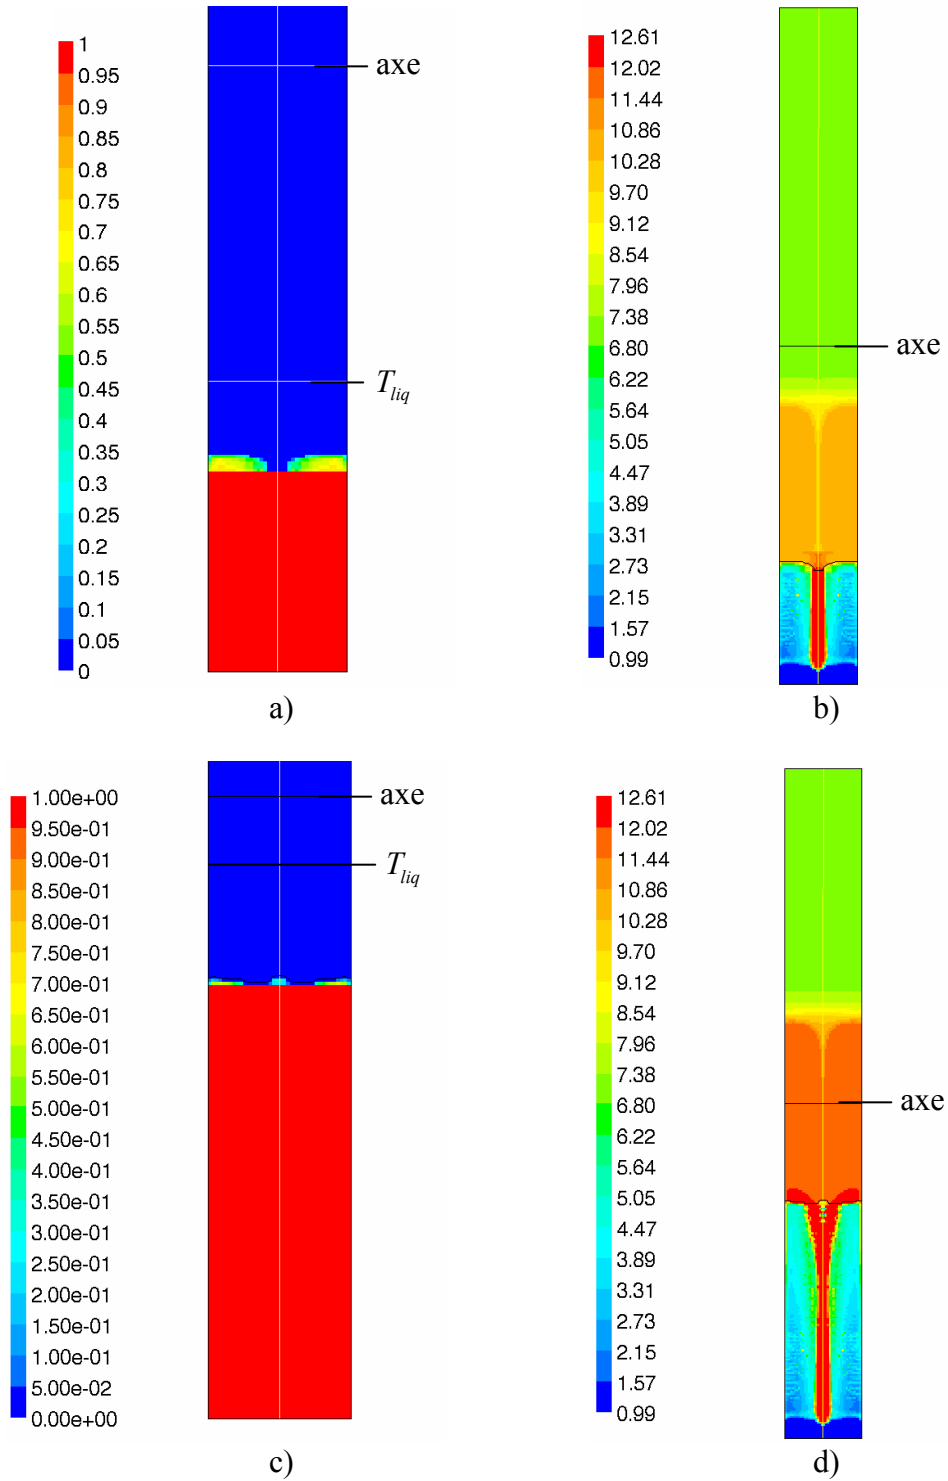 1
0.95
0.9
0.85
0.8
0.75
0.7
0.65
0.6
0.55
0.5
0.45
0.4
0.35
0.3
0.25
0.2
0.15
0.1
0.05
0
axe
T_liq
a)
12.61
12.02
11.44
10.86
10.28
9.70
9.12
8.54
7.96
7.38
6.80
6.22
5.64
5.05
4.47
3.89
3.31
2.73
2.15
1.57
0.99
axe
b)
1.00e+00
9.50e-01
9.00e-01
8.50e-01
8.00e-01
7.50e-01
7.00e-01
6.50e-01
6.00e-01
5.50e-01
5.00e-01
4.50e-01
4.00e-01
3.50e-01
3.00e-01
2.50e-01
2.00e-01
1.50e-01
1.00e-01
5.00e-02
0.00e+00
axe
T_liq
c)
12.61
12.02
11.44
10.86
10.28
9.70
9.12
8.54
7.96
7.38
6.80
6.22
5.64
5.05
4.47
3.89
3.31
2.73
2.15
1.57
0.99
axe
d)